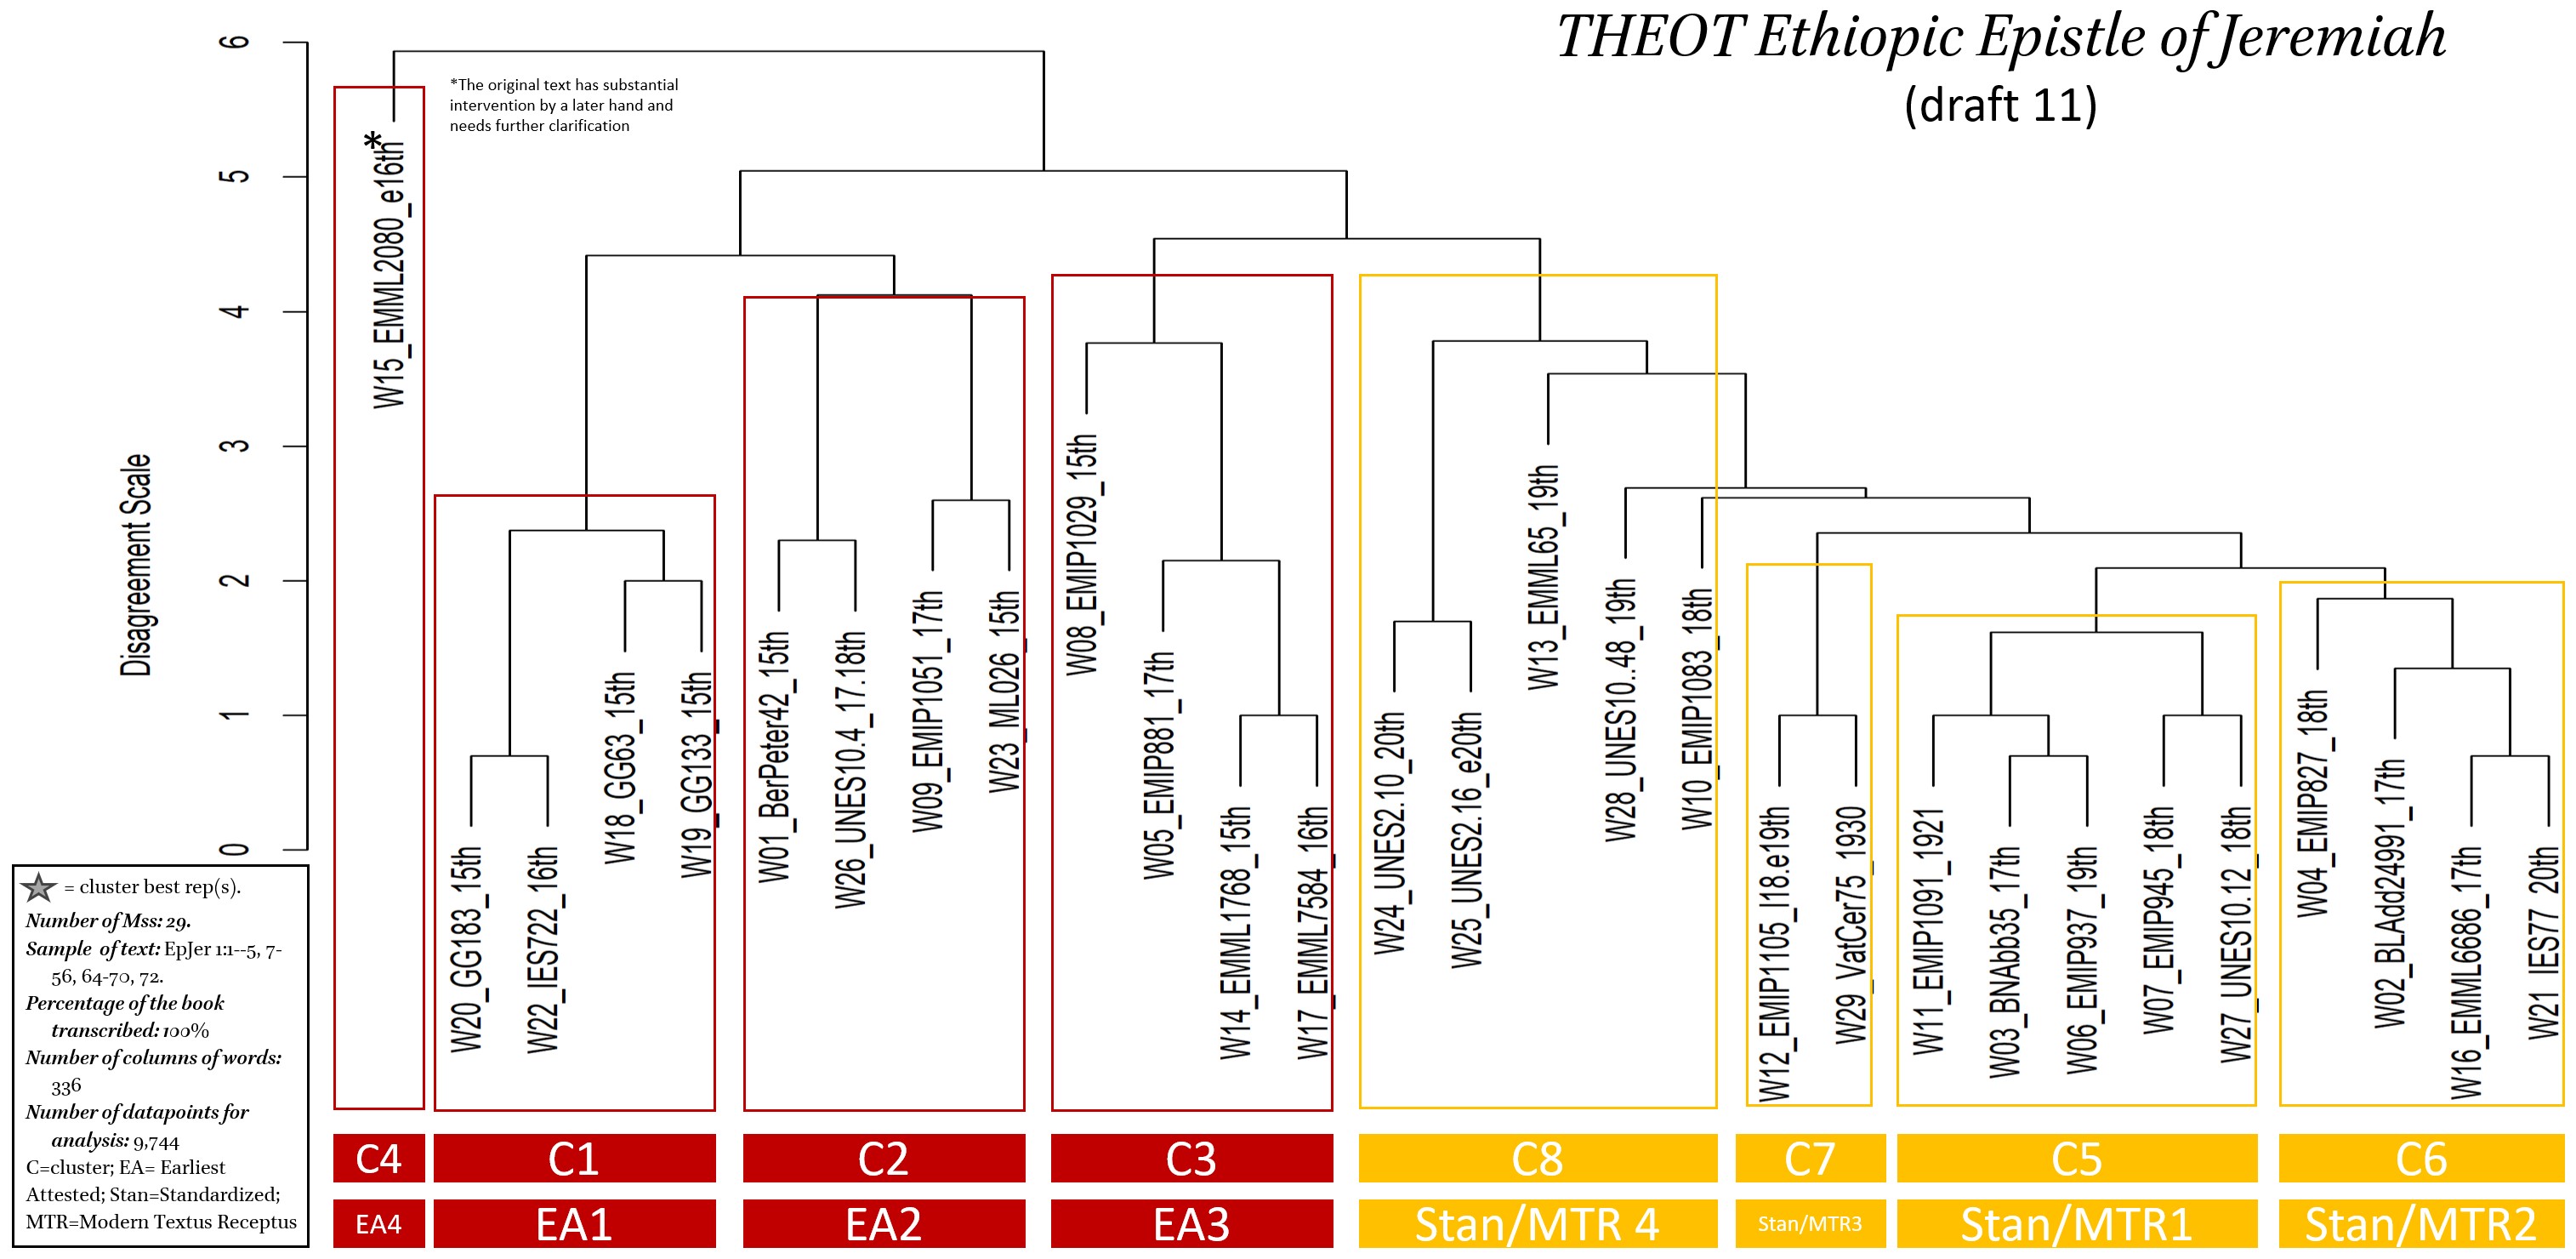 THEOT Ethiopic Epistle of Jeremiah
(draft 11)
*The original text has substantial
intervention by a later hand and
needs further clarification
Disagreement Scale
6
5
4
3
2
1
0
*
W15_EMML2080_e16th
W20_GG183_15th
W22_IES722_16th
W18_GG63_15th
W19_GG133_15th
W01_BerPeter42_15th
W26_UNES10.4_17.18th
W09_EMIP1051_17th
W23_ML026_15th
W08_EMIP1029_15th
W05_EMIP881_17th
W14_EMML1768_15th
W17_EMML7584_16th
W24_UNES2.10_20th
W25_UNES2.16_e20th
W13_EMML65_19th
W28_UNES10..48_19th
W10_EMIP1083_18th
W12_EMIP1105_l18.e19th
W29_VatCer75_1930
W11_EMIP1091_1921
W03_BNAbb35_17th
W06_EMIP937_19th
W07_EMIP945_18th
W27_UNES10.12_18th
W04_EMIP827_18th
W02_BLAdd24991_17th
W16_EMML6686_17th
W21_IES77_20th
= cluster best rep(s).
Number of Mss: 29.
Sample of text: EpJer 1:1--5, 7-
56, 64-70, 72.
Percentage of the book
transcribed: 100%
Number of columns of words:
336
Number of datapoints for
analysis: 9,744
C=cluster; EA= Earliest
Attested; Stan=Standardized;
MTR=Modern Textus Receptus
C4
C1
C2
C3
C8
C7
C5
C6
EA4
EA1
EA2
EA3
Stan/MTR 4
Stan/MTR3
Stan/MTR1
Stan/MTR2